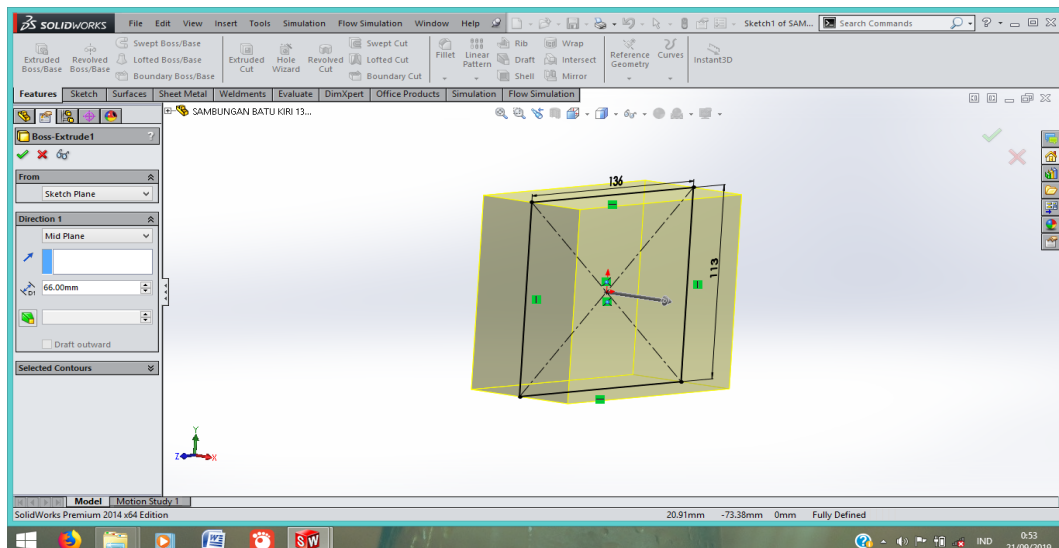 SOLIDWORKS File Edit View Insert Tools Simulation Flow Simulation Window Help Sketch1 of SAM... Search Commands
Extruded Boss/Base
Revolved Boss/Base
Swept Boss/Base
Lofted Boss/Base
Boundary Boss/Base
Extruded Cut
Hole Wizard
Revolved Cut
Swept Cut
Lofted Cut
Boundary Cut
Fillet
Linear Pattern
Rib
Draft
Shell
Wrap
Intersect
Mirror
Reference Geometry
Curves
Instant3D
Features Sketch Surfaces Sheet Metal Weldments Evaluate DimXpert Office Products Simulation Flow Simulation
SAMBUNGAN BATU KIRI 13...
Boss-Extrude1 ?
From
Sketch Plane
Direction 1
Mid Plane
D1 66.00mm
Draft outward
Selected Contours
136
113
Y
Z X
Model Motion Study 1
SolidWorks Premium 2014 x64 Edition 20.91mm -73.38mm 0mm Fully Defined
IND 0:53
21/09/2019